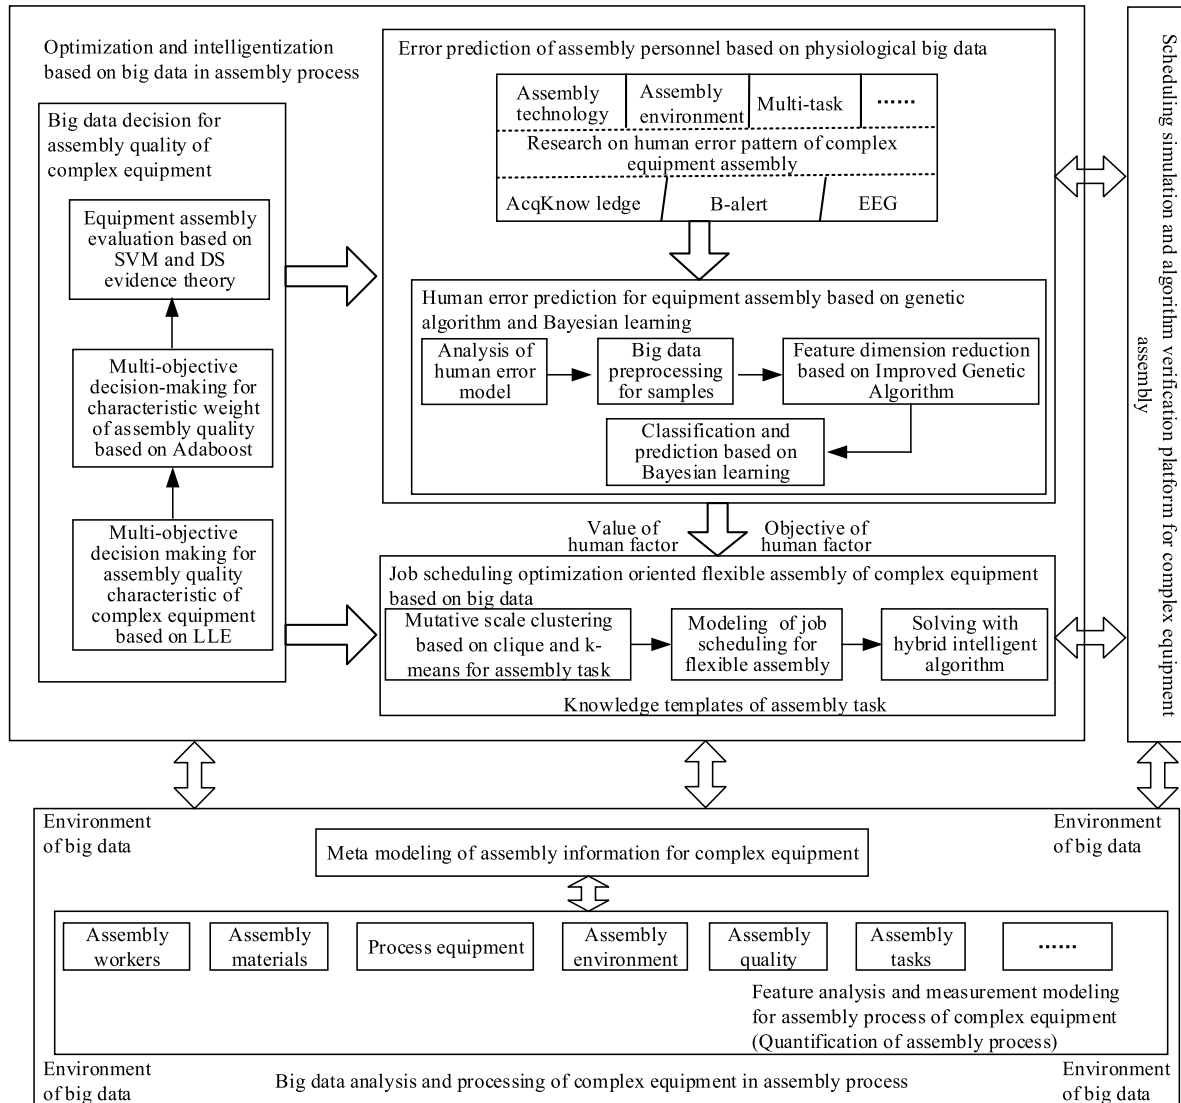 Optimization and intelligentization
based on big data in assembly process
Big data decision for
assembly quality of
complex equipment
Equipment assembly
evaluation based on
SVM and DS
evidence theory
Multi-objective
decision-making for
characteristic weight
of assembly quality
based on Adaboost
Multi-objective
decision making for
assembly quality
characteristic of
complex equipment
based on LLE
Error prediction of assembly personnel based on physiological big data
Assembly
technology
Assembly
environment
Multi-task
······
Research on human error pattern of complex
equipment assembly
AcqKnow ledge
B-alert
EEG
Human error prediction for equipment assembly based on genetic
algorithm and Bayesian learning
Analysis of
human error
model
Big data
preprocessing
for samples
Feature dimension reduction
based on Improved Genetic
Algorithm
Classification and
prediction based on
Bayesian learning
Value of
human factor
Objective of
human factor
Job scheduling optimization oriented flexible assembly of complex equipment
based on big data
Mutative scale clustering
based on clique and k-
means for assembly task
Modeling of job
scheduling for
flexible assembly
Solving with
hybrid intelligent
algorithm
Knowledge templates of assembly task
Scheduling simulation and algorithm verification platform for complex equipment
assembly
Environment
of big data
Environment
of big data
Meta modeling of assembly information for complex equipment
Assembly
workers
Assembly
materials
Process equipment
Assembly
environment
Assembly
quality
Assembly
tasks
······
Feature analysis and measurement modeling
for assembly process of complex equipment
(Quantification of assembly process)
Environment
of big data
Big data analysis and processing of complex equipment in assembly process
Environment
of big data